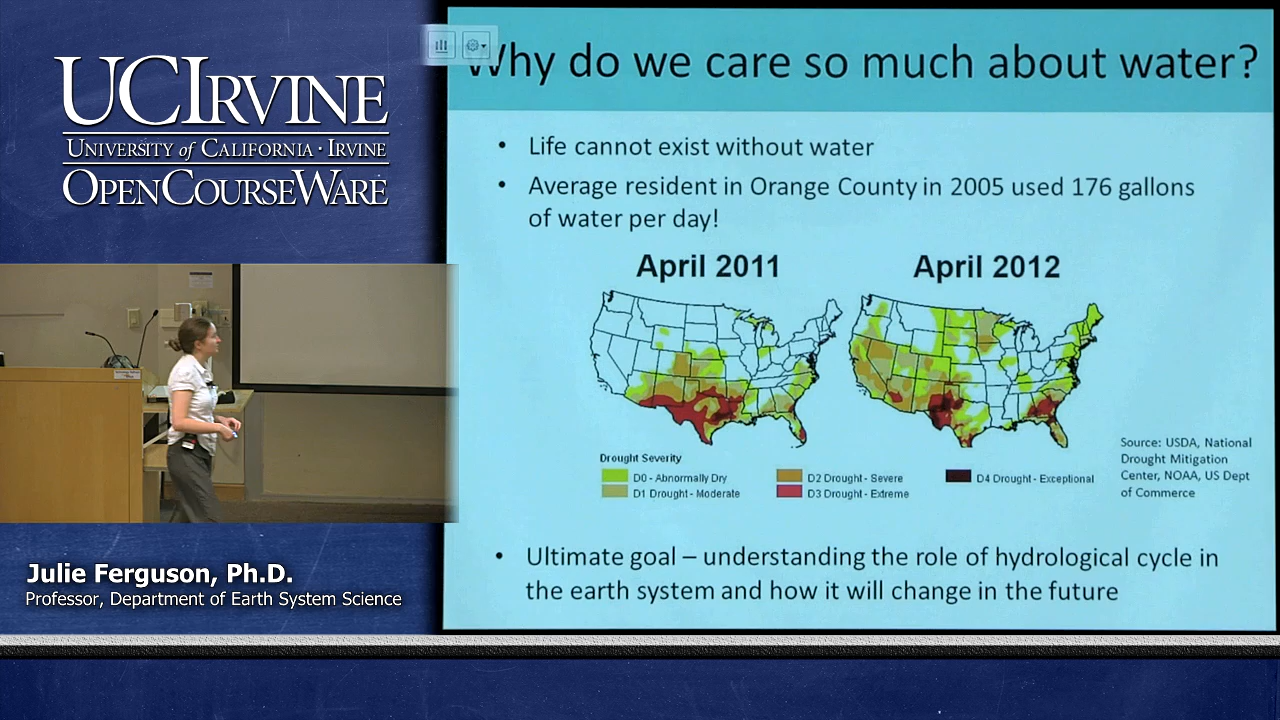 UCIRVINE
UNIVERSITY of CALIFORNIA · IRVINE
OPENCOURSEWARE
Julie Ferguson, Ph.D.
Professor, Department of Earth System Science
Why do we care so much about water?
• Life cannot exist without water
• Average resident in Orange County in 2005 used 176 gallons
of water per day!
April 2011
April 2012
Drought Severity
D0 - Abnormally Dry
D1 Drought - Moderate
D2 Drought - Severe
D3 Drought - Extreme
D4 Drought - Exceptional
Source: USDA, National
Drought Mitigation
Center, NOAA, US Dept
of Commerce
• Ultimate goal – understanding the role of hydrological cycle in
the earth system and how it will change in the future